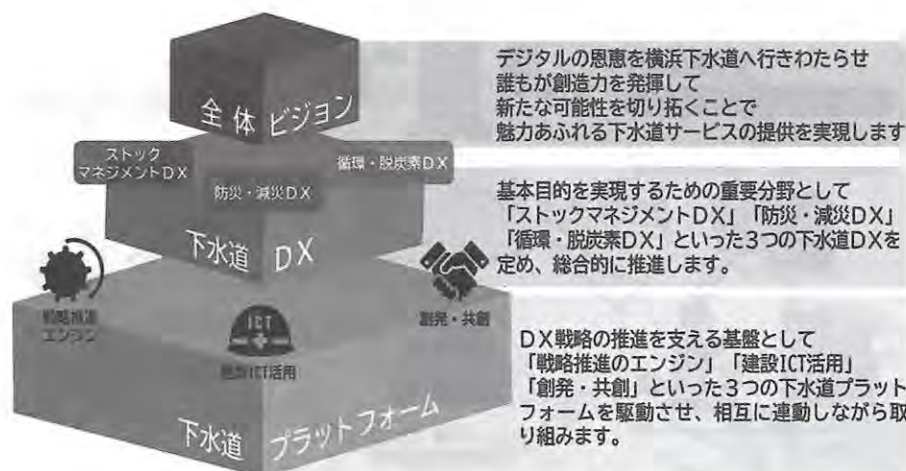 全体ビジョン
デジタルの恩恵を横浜下水道へ行きわたらせ
誰もが創造力を発揮して
新たな可能性を切り拓くことで
魅力あふれる下水道サービスの提供を実現します
ストック
マネジメントDX
防災・減災DX
循環・脱炭素DX
下水道DX
基本目的を実現するための重要分野として
「ストックマネジメントDX」「防災・減災DX」
「循環・脱炭素DX」といった3つの下水道DXを
定め、総合的に推進します。
戦略推進
エンジン
ICT
建設ICT活用
創発・共創
下水道プラットフォーム
DX戦略の推進を支える基盤として
「戦略推進のエンジン」「建設ICT活用」
「創発・共創」といった3つの下水道プラット
フォームを駆動させ、相互に連動しながら取
り組みます。